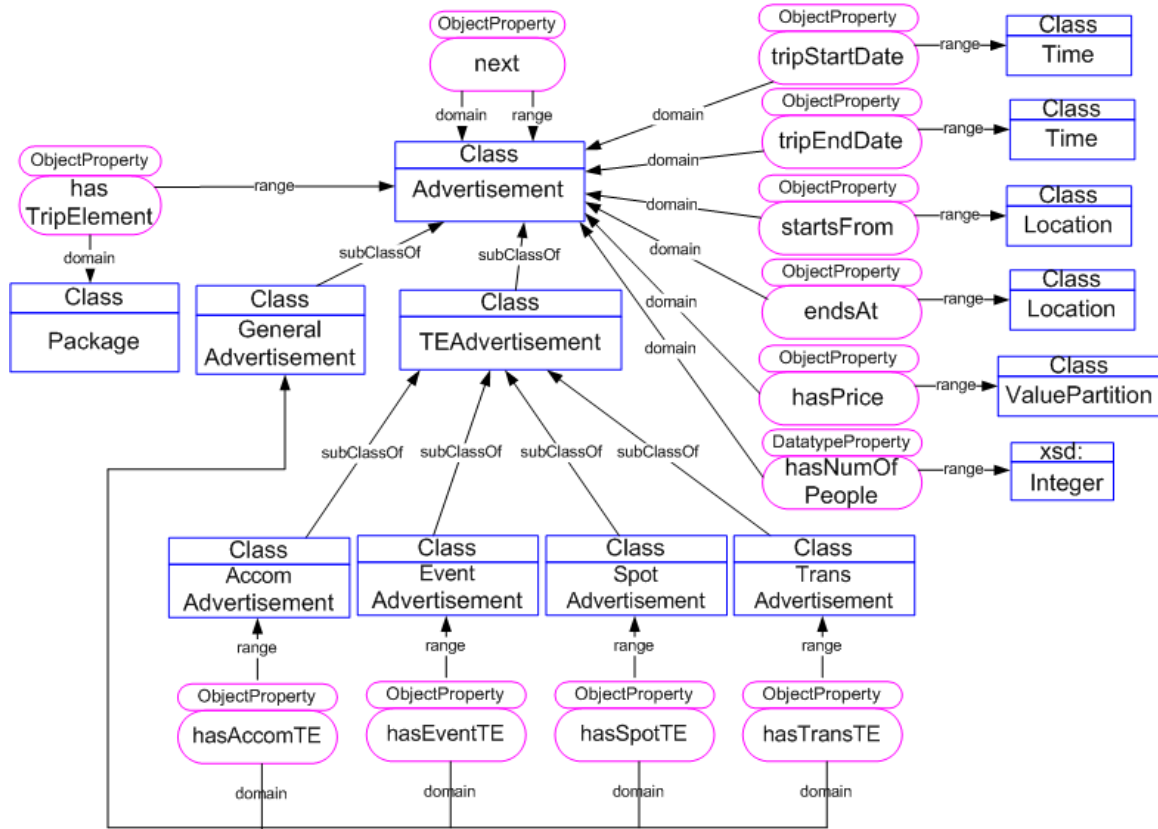 ObjectProperty
next
domain
range
ObjectProperty
tripStartDate
domain
range
Class
Time
ObjectProperty
tripEndDate
domain
range
Class
Time
ObjectProperty
has
TripElement
range
domain
Class
Advertisement
ObjectProperty
startsFrom
domain
range
Class
Location
ObjectProperty
endsAt
domain
range
Class
Location
ObjectProperty
hasPrice
domain
range
Class
ValuePartition
DatatypeProperty
hasNumOf
People
domain
range
xsd:
Integer
subClassOf
subClassOf
Class
Package
Class
General
Advertisement
Class
TEAdvertisement
subClassOf
subClassOf
subClassOf
subClassOf
Class
Accom
Advertisement
Class
Event
Advertisement
Class
Spot
Advertisement
Class
Trans
Advertisement
range
range
range
range
ObjectProperty
hasAccomTE
ObjectProperty
hasEventTE
ObjectProperty
hasSpotTE
ObjectProperty
hasTransTE
domain
domain
domain
domain